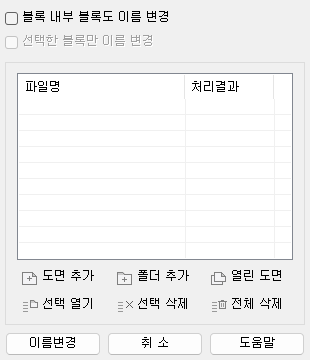 블록 내부 블록도 이름 변경
선택한 블록만 이름 변경
파일명 처리결과
도면 추가 폴더 추가 열린 도면
선택 열기 선택 삭제 전체 삭제
이름변경 취 소 도움말